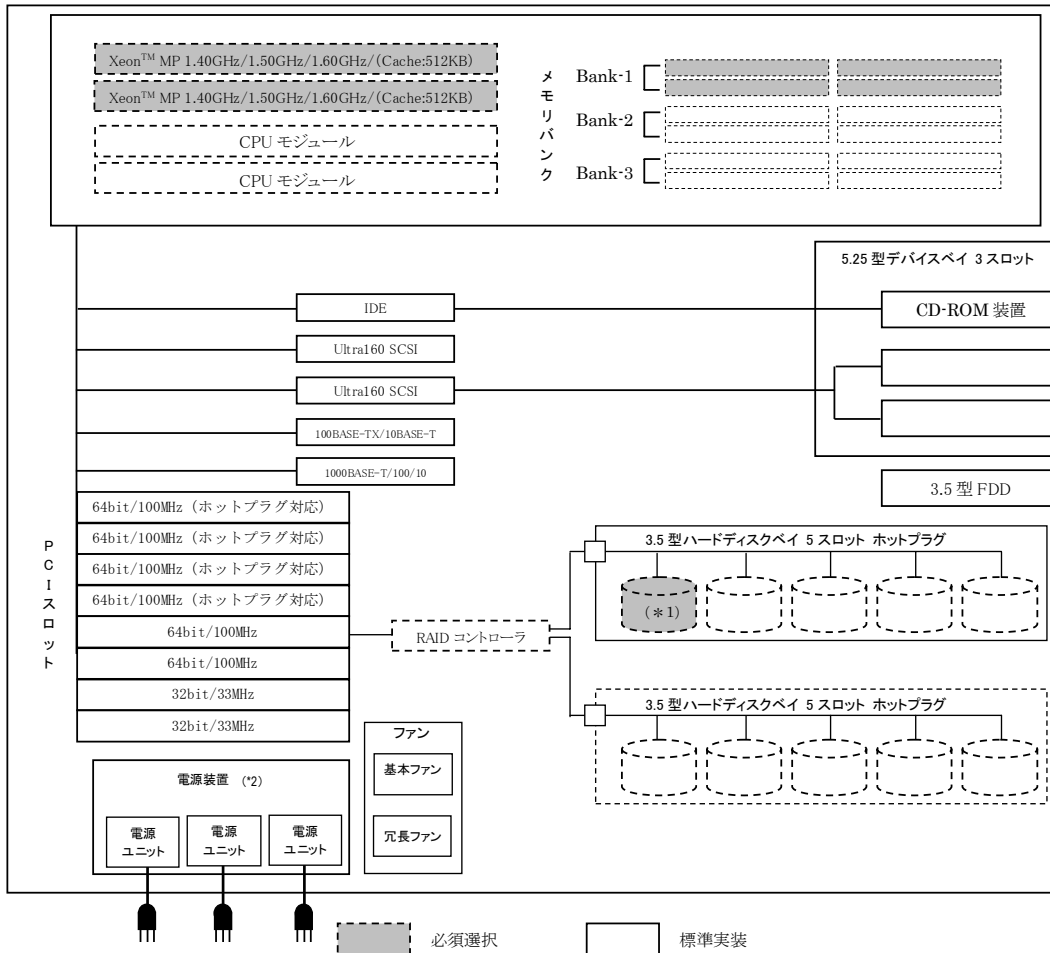 Xeon™ MP 1.40GHz/1.50GHz/1.60GHz/(Cache:512KB)
Xeon™ MP 1.40GHz/1.50GHz/1.60GHz/(Cache:512KB)
CPU モジュール
CPU モジュール
メモリバンク
Bank-1
Bank-2
Bank-3
5.25 型デバイスベイ 3 スロット
IDE
CD-ROM 装置
Ultra160 SCSI
Ultra160 SCSI
100BASE-TX/10BASE-T
1000BASE-T/100/10
3.5 型 FDD
PCIスロット
64bit/100MHz (ホットプラグ対応)
64bit/100MHz (ホットプラグ対応)
64bit/100MHz (ホットプラグ対応)
64bit/100MHz (ホットプラグ対応)
64bit/100MHz
64bit/100MHz
32bit/33MHz
32bit/33MHz
RAID コントローラ
3.5 型ハードディスクベイ 5 スロット ホットプラグ
(*1)
3.5 型ハードディスクベイ 5 スロット ホットプラグ
ファン
基本ファン
冗長ファン
電源装置 (*2)
電源ユニット
電源ユニット
電源ユニット
必須選択
標準実装